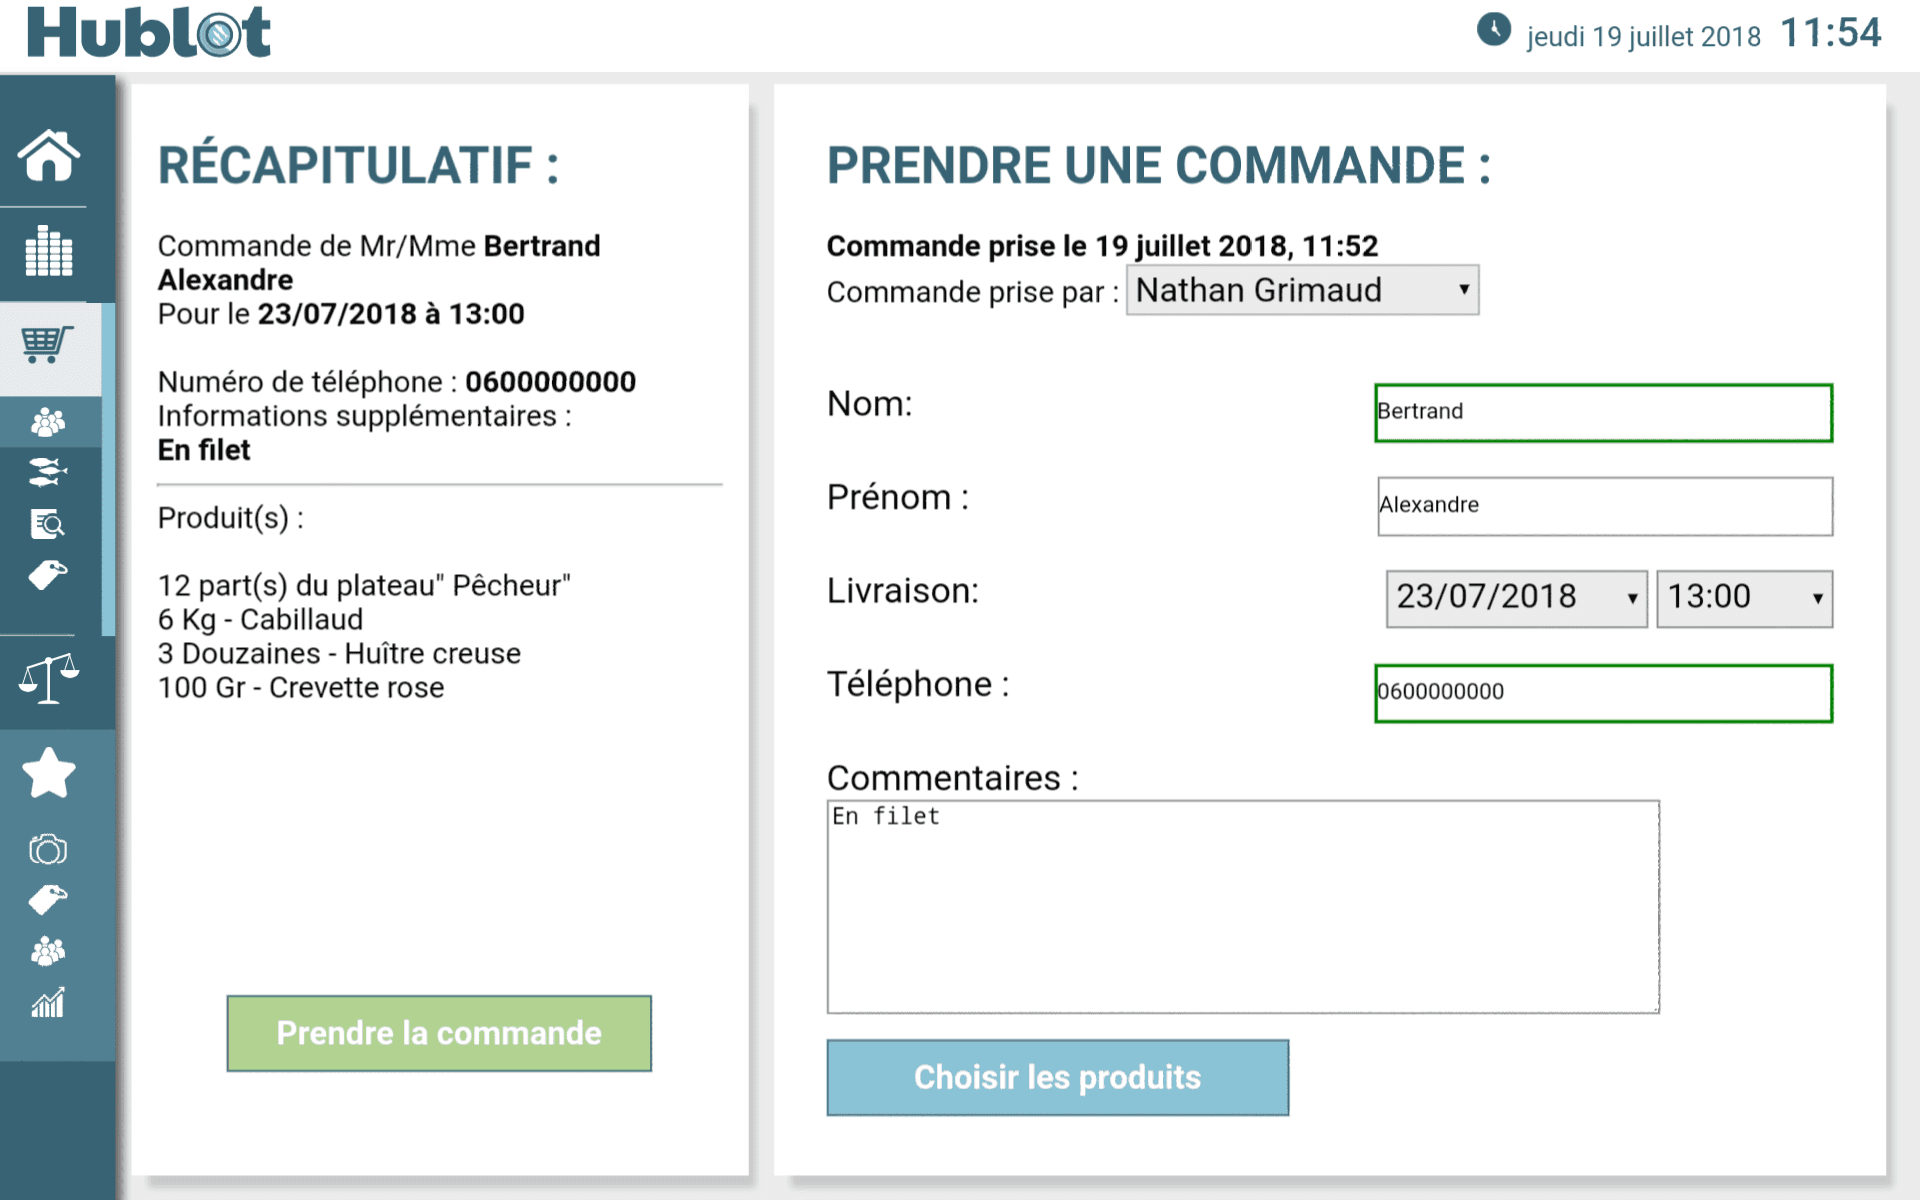 Hublot
jeudi 19 juillet 2018 11:54
RÉCAPITULATIF :
Commande de Mr/Mme Bertrand
Alexandre
Pour le 23/07/2018 à 13:00
Numéro de téléphone : 0600000000
Informations supplémentaires :
En filet
Produit(s) :
12 part(s) du plateau" Pêcheur"
6 Kg - Cabillaud
3 Douzaines - Huître creuse
100 Gr - Crevette rose
Prendre la commande
PRENDRE UNE COMMANDE :
Commande prise le 19 juillet 2018, 11:52
Commande prise par : Nathan Grimaud
Nom: Bertrand
Prénom : Alexandre
Livraison: 23/07/2018 13:00
Téléphone : 0600000000
Commentaires :
En filet
Choisir les produits